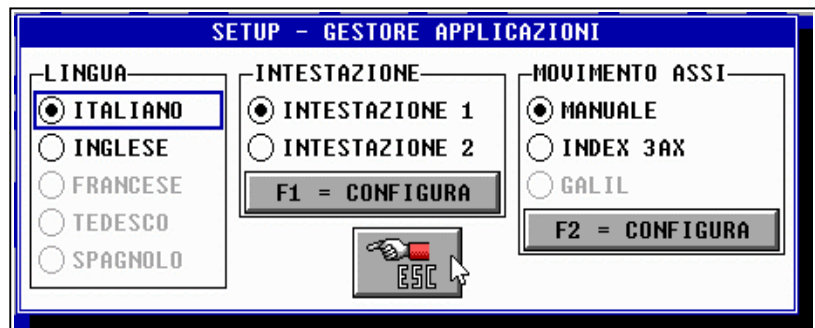 SETUP - GESTORE APPLICAZIONI
LINGUA
ITALIANO
INGLESE
FRANCESE
TEDESCO
SPAGNOLO
INTESTAZIONE
INTESTAZIONE 1
INTESTAZIONE 2
F1 = CONFIGURA
MOVIMENTO ASSI
MANUALE
INDEX 3AX
GALIL
F2 = CONFIGURA
ESC